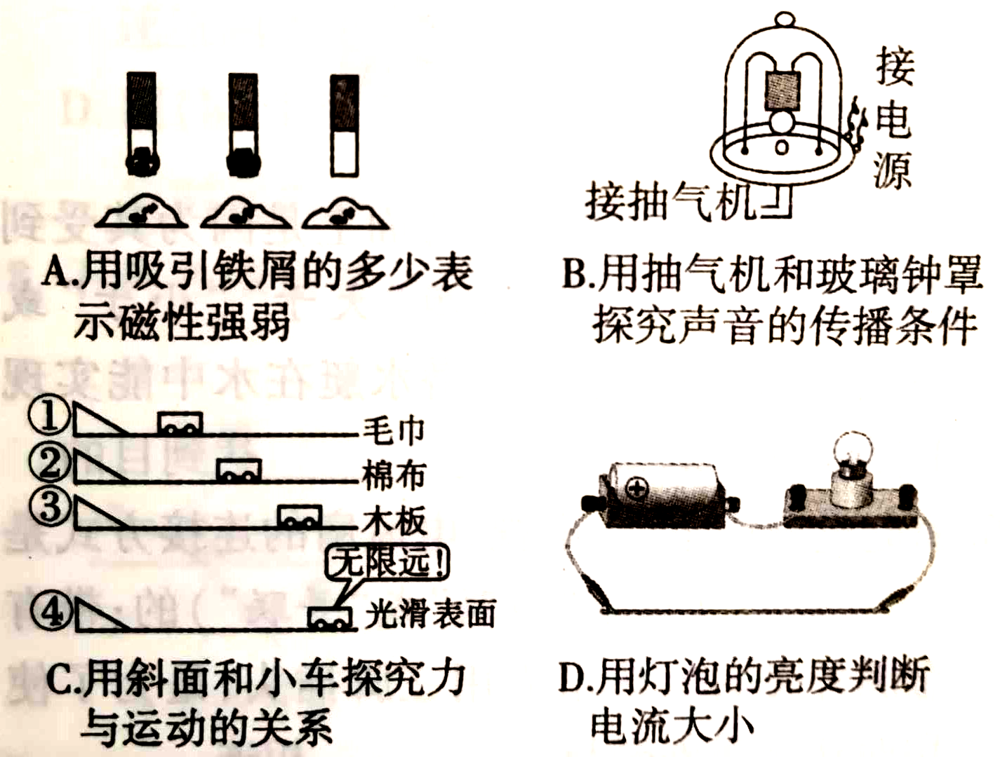 接
电
源
接抽气机
A.用吸引铁屑的多少表
示磁性强弱
B.用抽气机和玻璃钟罩
探究声音的传播条件
① 毛巾
② 棉布
③ 木板
无限远!
④ 光滑表面
C.用斜面和小车探究力
与运动的关系
D.用灯泡的亮度判断
电流大小